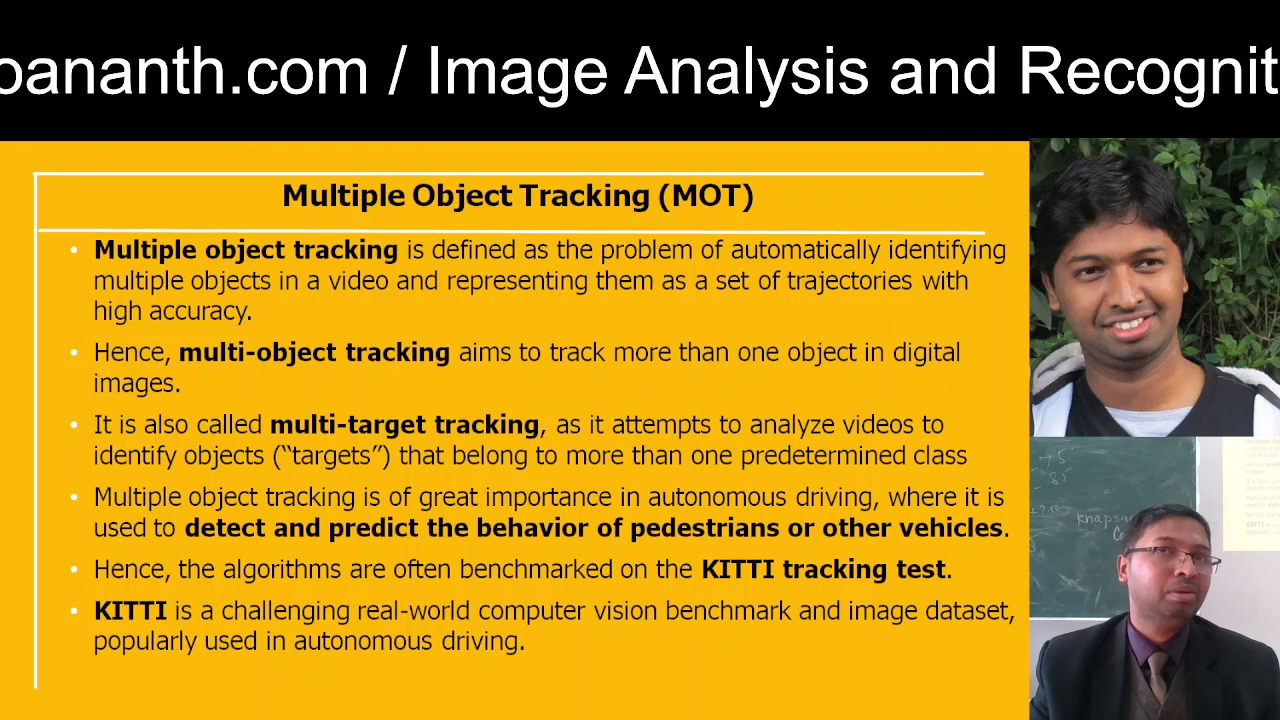 oananth.com / Image Analysis and Recognit
Multiple Object Tracking (MOT)
• Multiple object tracking is defined as the problem of automatically identifying
multiple objects in a video and representing them as a set of trajectories with
high accuracy.
• Hence, multi-object tracking aims to track more than one object in digital
images.
• It is also called multi-target tracking, as it attempts to analyze videos to
identify objects (“targets”) that belong to more than one predetermined class
• Multiple object tracking is of great importance in autonomous driving, where it is
used to detect and predict the behavior of pedestrians or other vehicles.
• Hence, the algorithms are often benchmarked on the KITTI tracking test.
• KITTI is a challenging real-world computer vision benchmark and image dataset,
popularly used in autonomous driving.